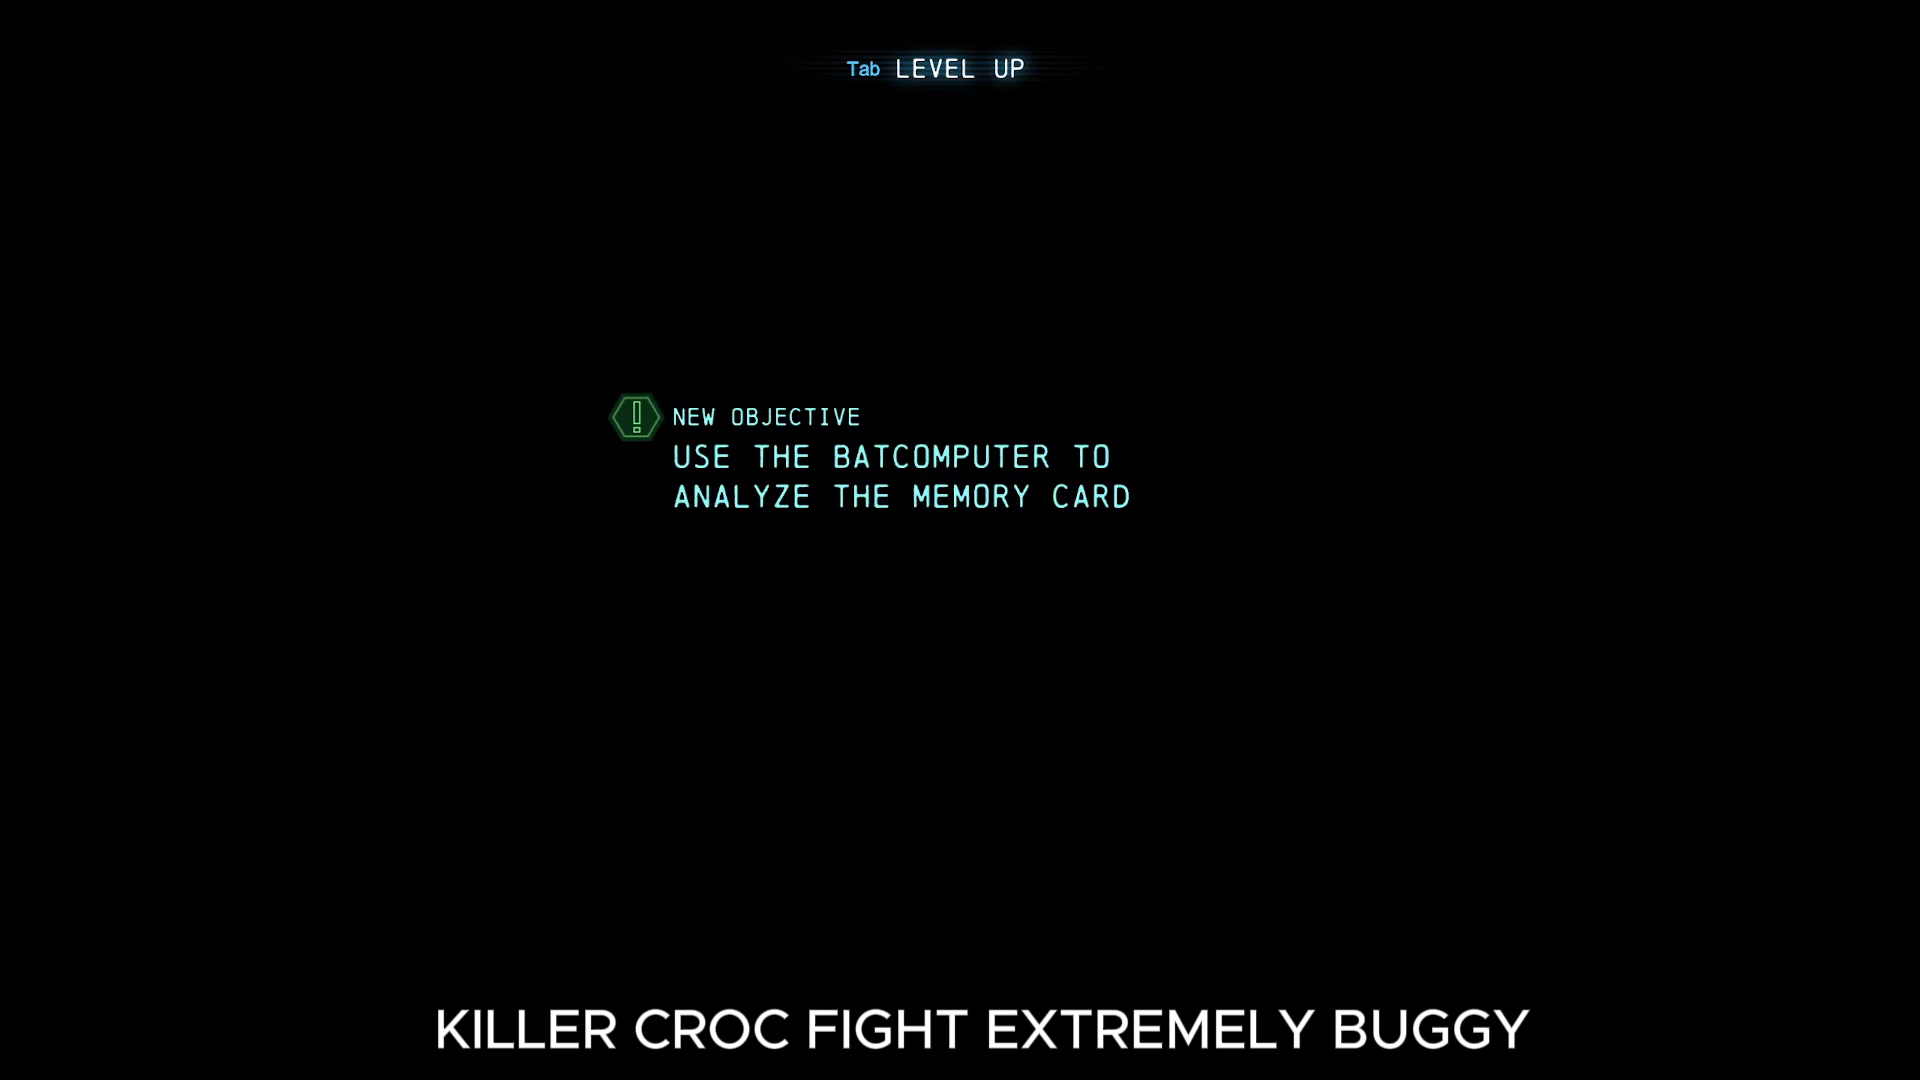 Tab LEVEL UP
NEW OBJECTIVE
USE THE BATCOMPUTER TO
ANALYZE THE MEMORY CARD
KILLER CROC FIGHT EXTREMELY BUGGY